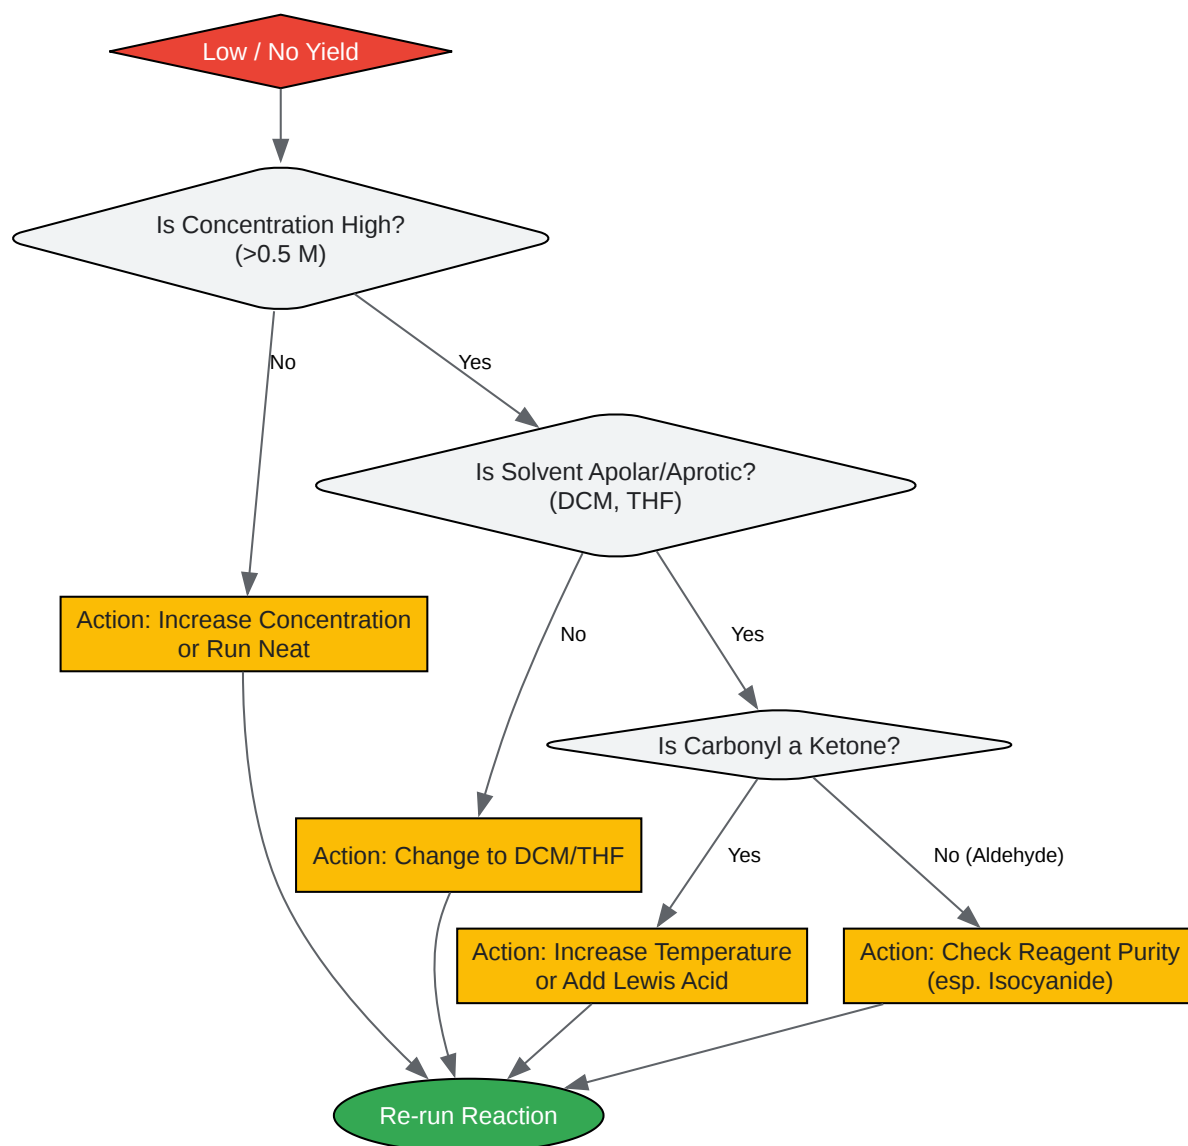 Low / No Yield
Is Concentration High?
(>0.5 M)
No
Yes
Is Solvent Apolar/Aprotic?
(DCM, THF)
Action: Increase Concentration
or Run Neat
No
Yes
Is Carbonyl a Ketone?
Action: Change to DCM/THF
Yes
No (Aldehyde)
Action: Increase Temperature
or Add Lewis Acid
Action: Check Reagent Purity
(esp. Isocyanide)
Re-run Reaction